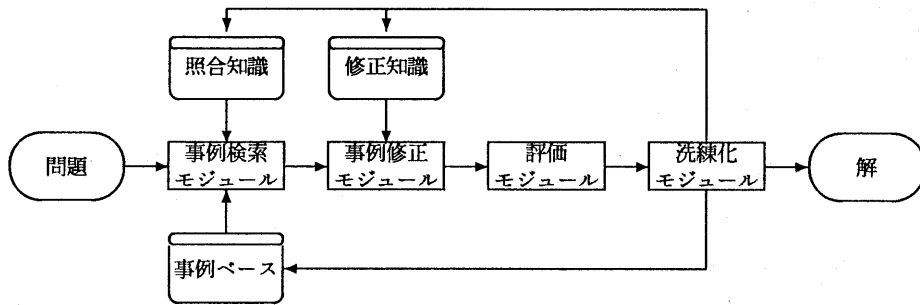 照合知識
修正知識
問題
事例検索
モジュール
事例修正
モジュール
評価
モジュール
洗練化
モジュール
解
事例ベース